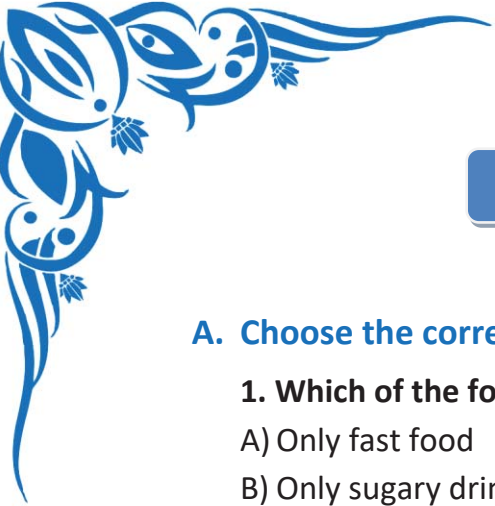 A. Choose the corre
1. Which of the fo
A) Only fast food
B) Only sugary drin